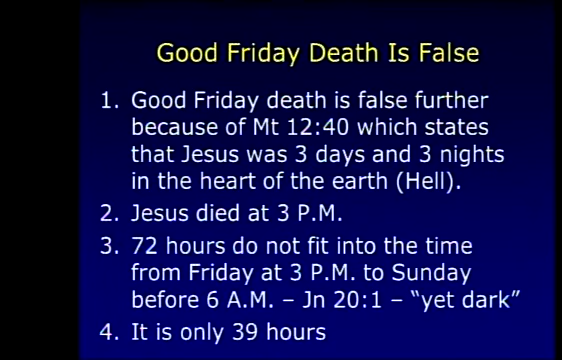 Good Friday Death Is False
1. Good Friday death is false further
because of Mt 12:40 which states
that Jesus was 3 days and 3 nights
in the heart of the earth (Hell).
2. Jesus died at 3 P.M.
3. 72 hours do not fit into the time
from Friday at 3 P.M. to Sunday
before 6 A.M. – Jn 20:1 – “yet dark”
4. It is only 39 hours